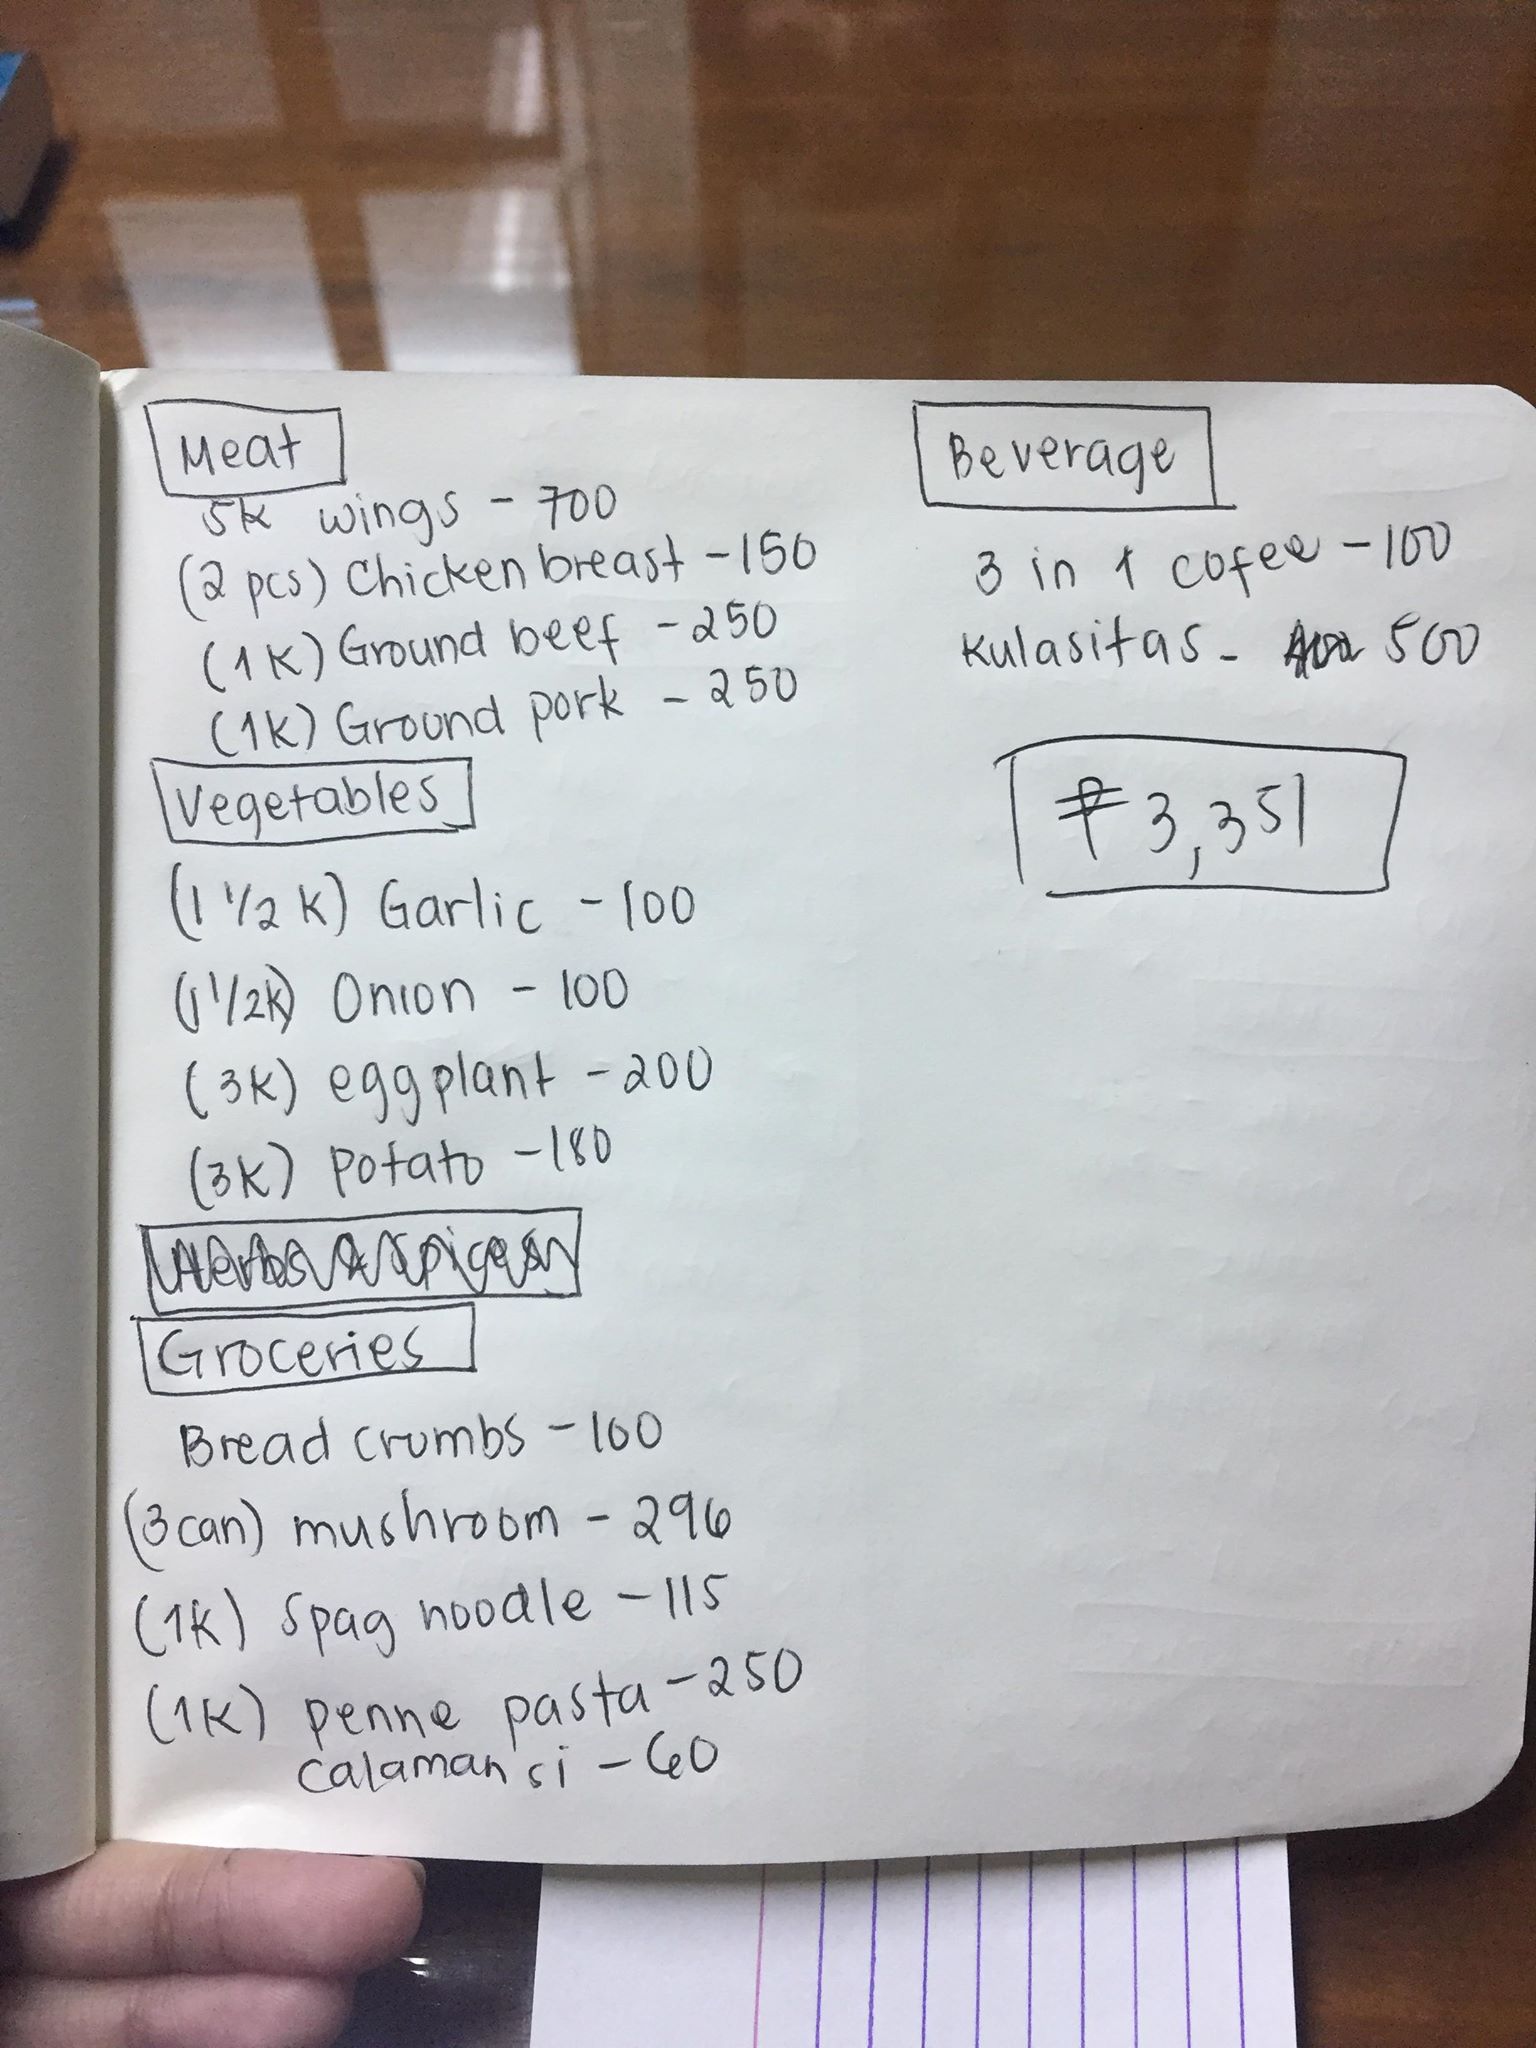 Meat
5k wings - 700
(2 pcs) Chicken breast - 150
(1K) Ground beef - 250
(1K) Ground pork - 250
Vegetables
(1 1/2 K) Garlic - 100
(1 1/2K) Onion - 100
(3K) eggplant - 200
(3K) Potato - 180
Herbs & Spices
Groceries
Bread crumbs - 100
(3 can) mushroom - 296
(1K) Spag noodle - 115
(1K) penne pasta - 250
calamansi - 60
Beverage
3 in 1 cofee - 100
Kulasitas - 500
₱ 3,351